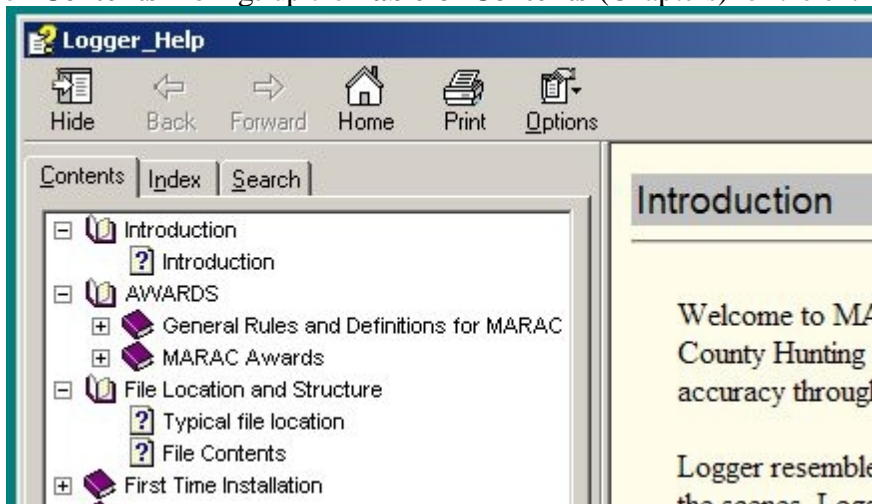 Logger_Help
Hide Back Forward Home Print Options
Contents Index Search
Introduction
Introduction
AWARDS
General Rules and Definitions for MARAC
MARAC Awards
File Location and Structure
Typical file location
File Contents
First Time Installation
Introduction
Welcome to MA
County Hunting
accuracy through
Logger resemble